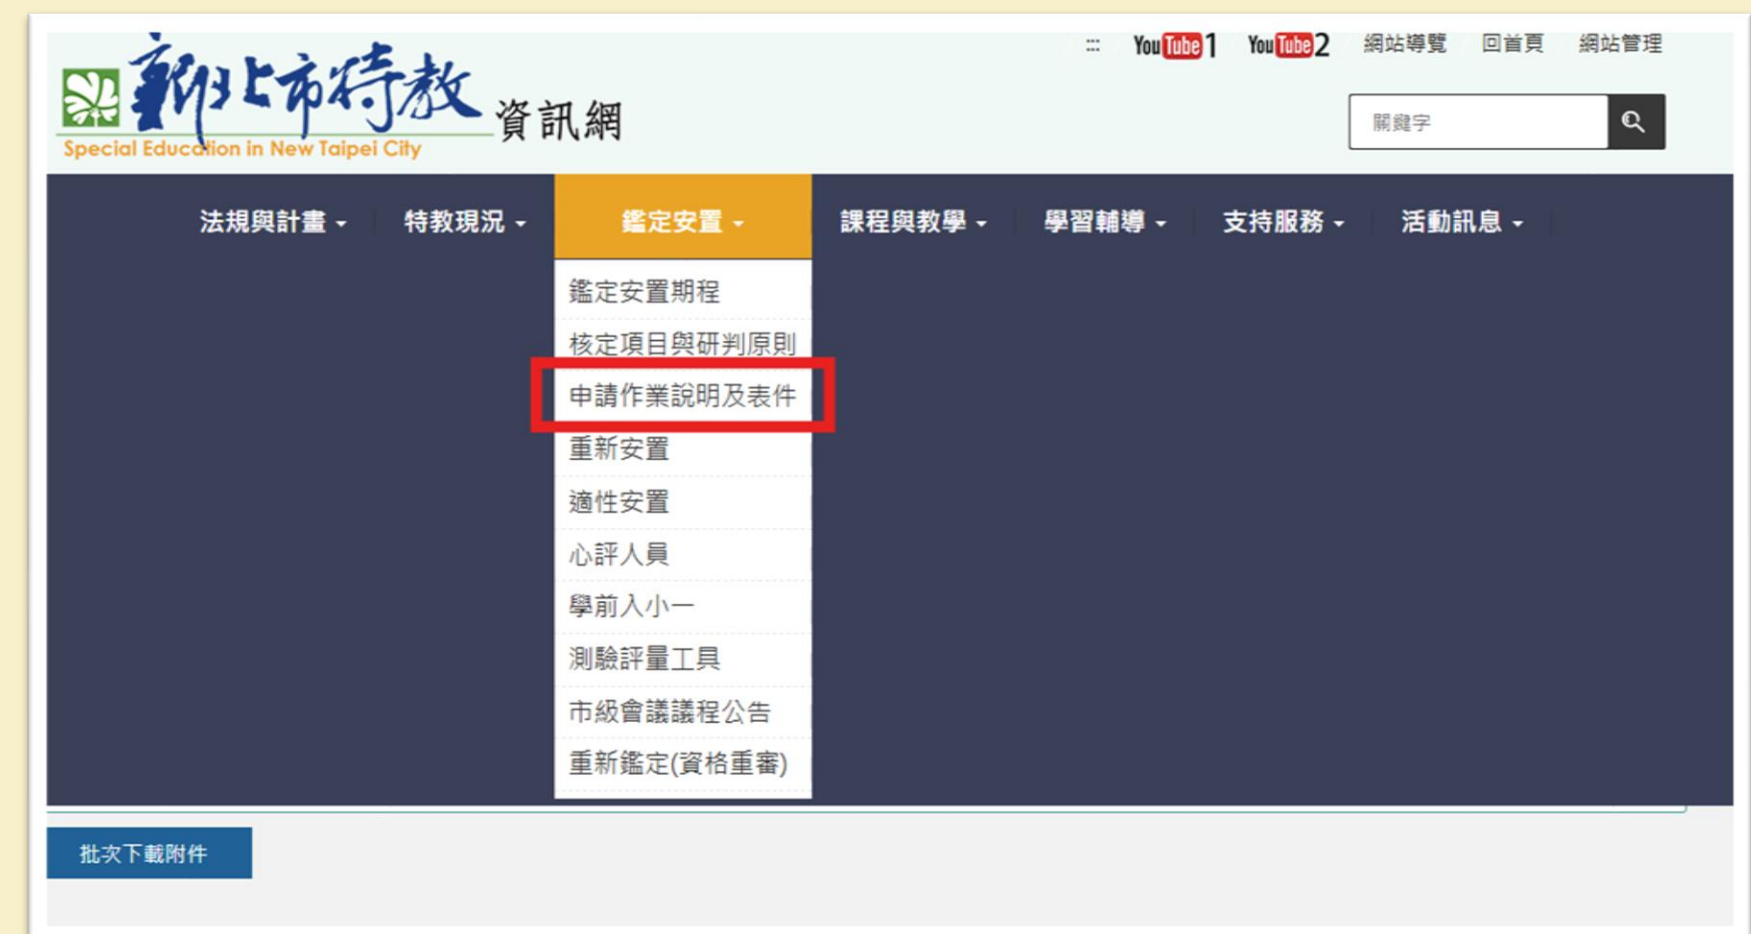 ::: YouTube1 YouTube2 網站導覽 回首頁 網站管理
新北市特教 資訊網
Special Education in New Taipei City
關鍵字
法規與計畫 特教現況 鑑定安置 課程與教學 學習輔導 支持服務 活動訊息
鑑定安置期程
核定項目與研判原則
申請作業說明及表件
重新安置
適性安置
心評人員
學前入小一
測驗評量工具
市級會議議程公告
重新鑑定(資格重審)
批次下載附件